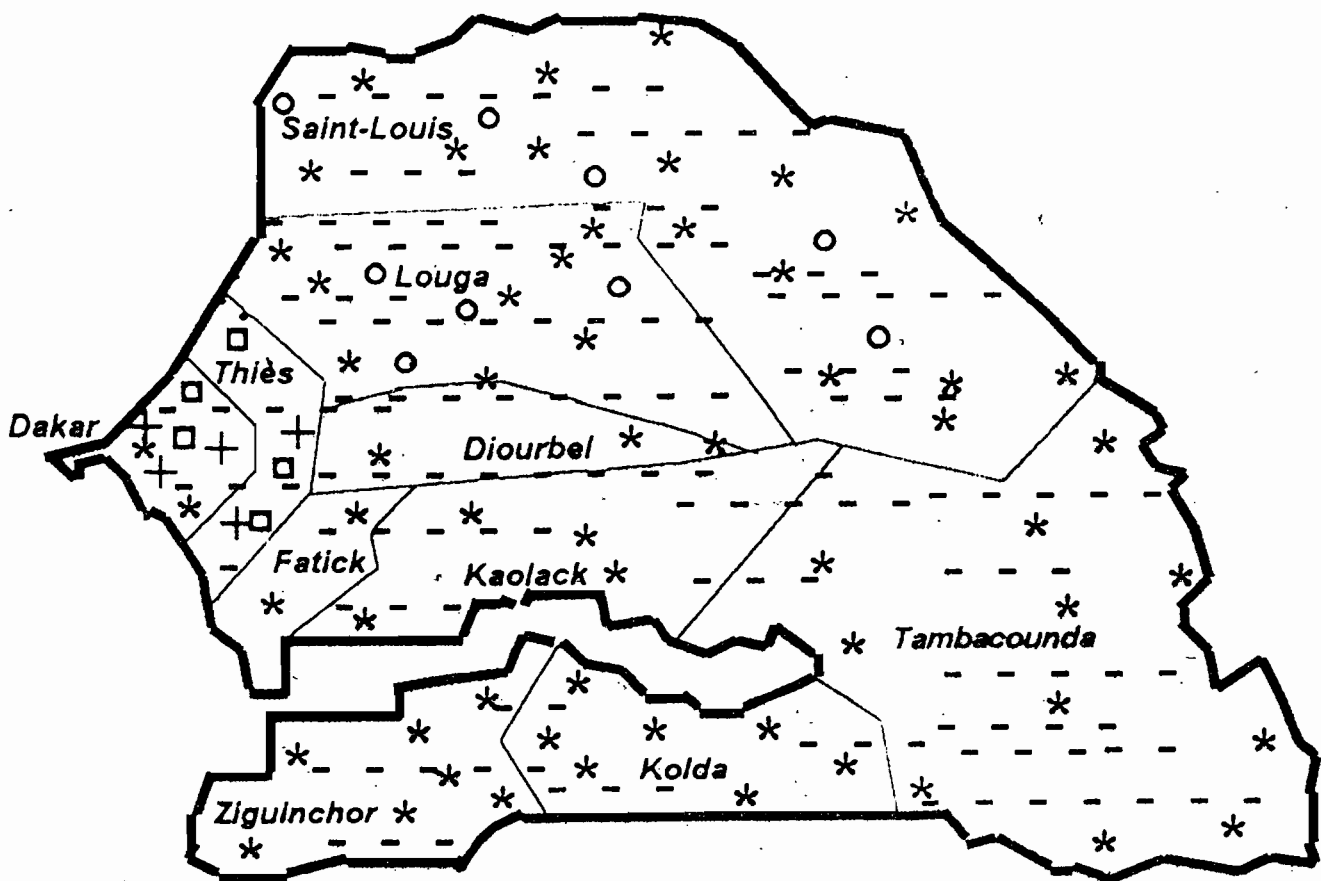 Saint-Louis
Louga
Thiès
Dakar
Diourbel
Fatick
Kaolack
Tambacounda
Kolda
Ziguinchor